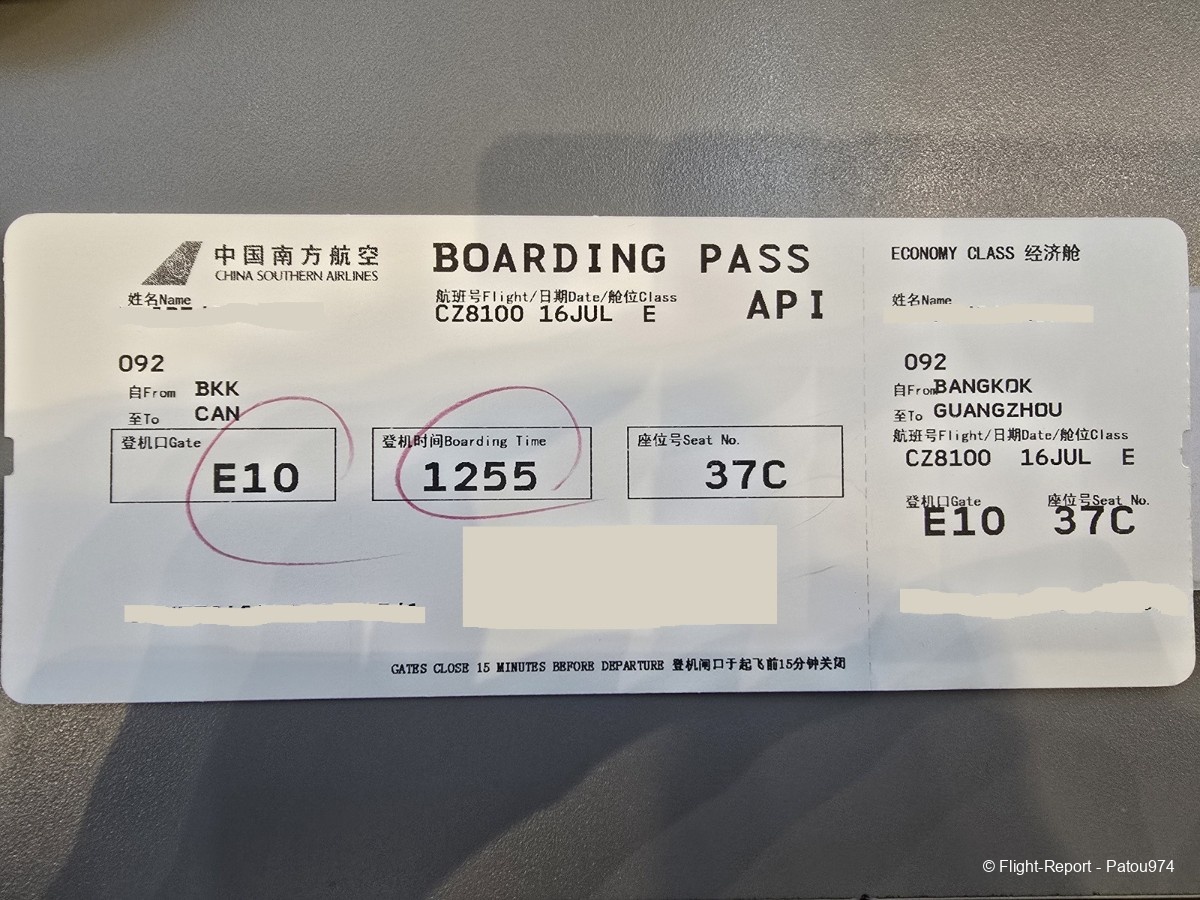 中国南方航空
CHINA SOUTHERN AIRLINES
BOARDING PASS
API
姓名Name
航班号Flight/日期Date/舱位Class
CZ8100 16JUL E
092
自From BKK
至To CAN
登机口Gate
E10
登机时间Boarding Time
1255
座位号Seat No.
37C
GATES CLOSE 15 MINUTES BEFORE DEPARTURE 登机闸口于起飞前15分钟关闭
ECONOMY CLASS 经济舱
姓名Name
092
自From BANGKOK
至To GUANGZHOU
航班号Flight/日期Date/舱位Class
CZ8100 16JUL E
登机口Gate 座位号Seat No.
E10 37C
© Flight-Report - Patou974